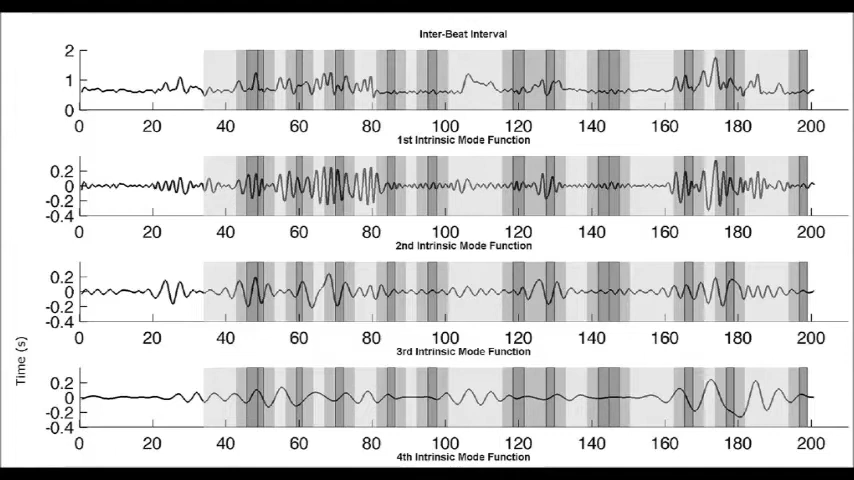 Inter-Beat Interval
2
1
0
0 20 40 60 80 100 120 140 160 180 200
1st Intrinsic Mode Function
0.2
0
-0.2
-0.4
0 20 40 60 80 100 120 140 160 180 200
2nd Intrinsic Mode Function
0.2
0
-0.2
-0.4
0 20 40 60 80 100 120 140 160 180 200
3rd Intrinsic Mode Function
Time (s)
0.2
0
-0.2
-0.4
0 20 40 60 80 100 120 140 160 180 200
4th Intrinsic Mode Function